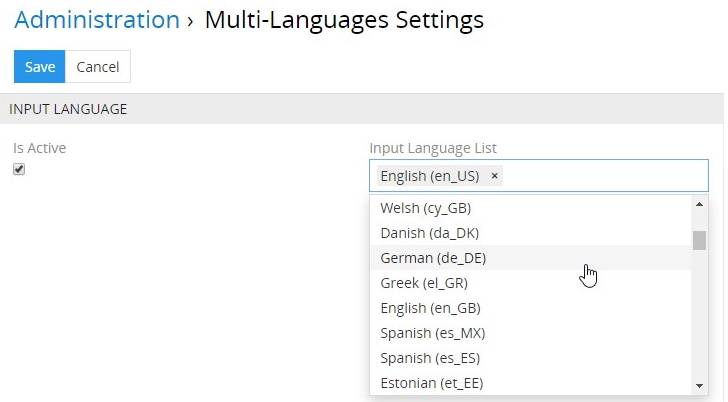 Administration › Multi-Languages Settings
Save Cancel
INPUT LANGUAGE
Is Active
Input Language List
English (en_US) ×
Welsh (cy_GB)
Danish (da_DK)
German (de_DE)
Greek (el_GR)
English (en_GB)
Spanish (es_MX)
Spanish (es_ES)
Estonian (et_EE)